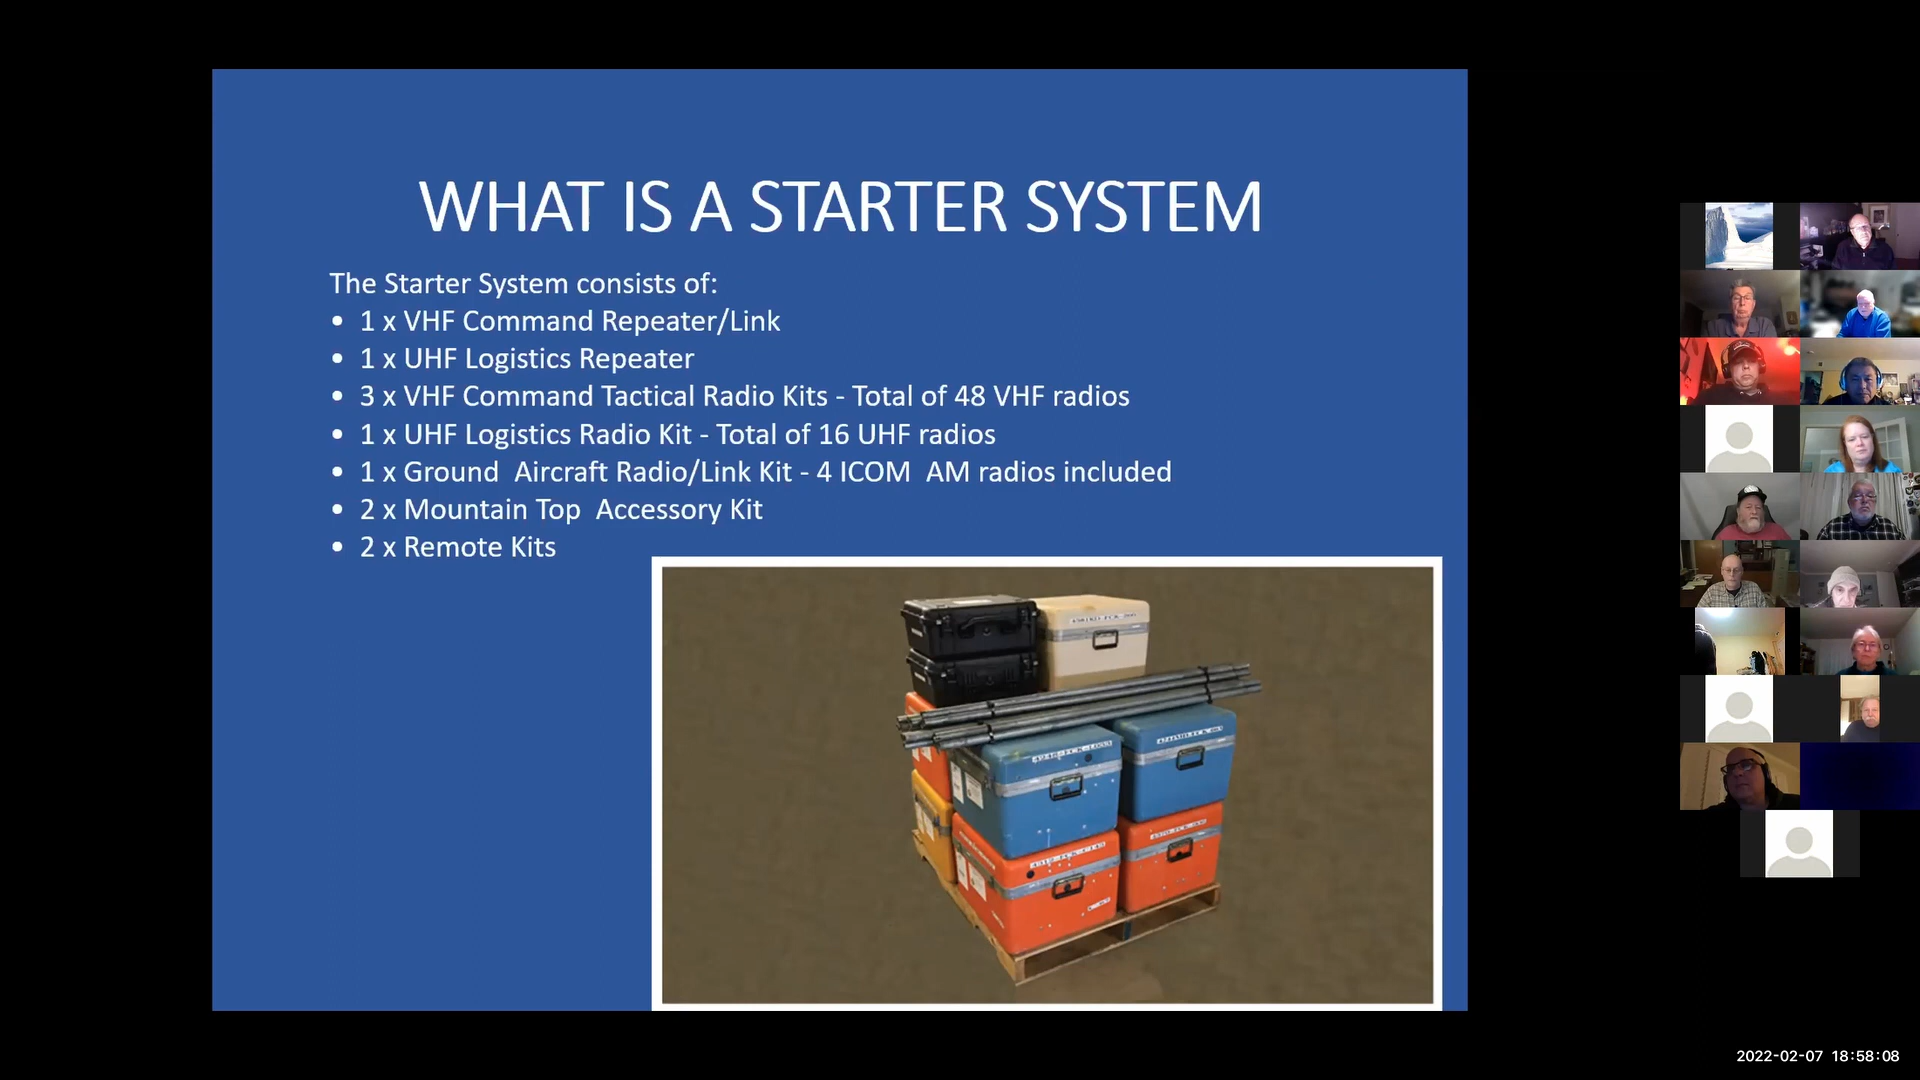 WHAT IS A STARTER SYSTEM
The Starter System consists of:
• 1 x VHF Command Repeater/Link
• 1 x UHF Logistics Repeater
• 3 x VHF Command Tactical Radio Kits - Total of 48 VHF radios
• 1 x UHF Logistics Radio Kit - Total of 16 UHF radios
• 1 x Ground  Aircraft Radio/Link Kit - 4 ICOM  AM radios included
• 2 x Mountain Top  Accessory Kit
• 2 x Remote Kits
2022-02-07 18:58:08